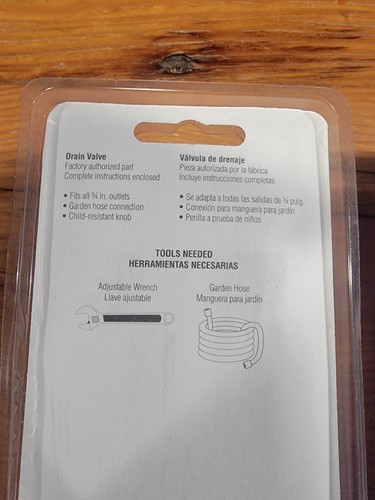 Drain Valve
Factory authorized part
Complete instructions enclosed
• Fits all ¾ in. outlets
• Garden hose connection
• Child-resistant knob
Válvula de drenaje
Pieza autorizada por la fábrica
Incluye instrucciones completas
• Se adapta a todas las salidas de ¾ pulg.
• Conexión para manguera para jardín
• Perilla a prueba de niños
TOOLS NEEDED
HERRAMIENTAS NECESARIAS
Adjustable Wrench
Llave ajustable
Garden Hose
Manguera para jardín